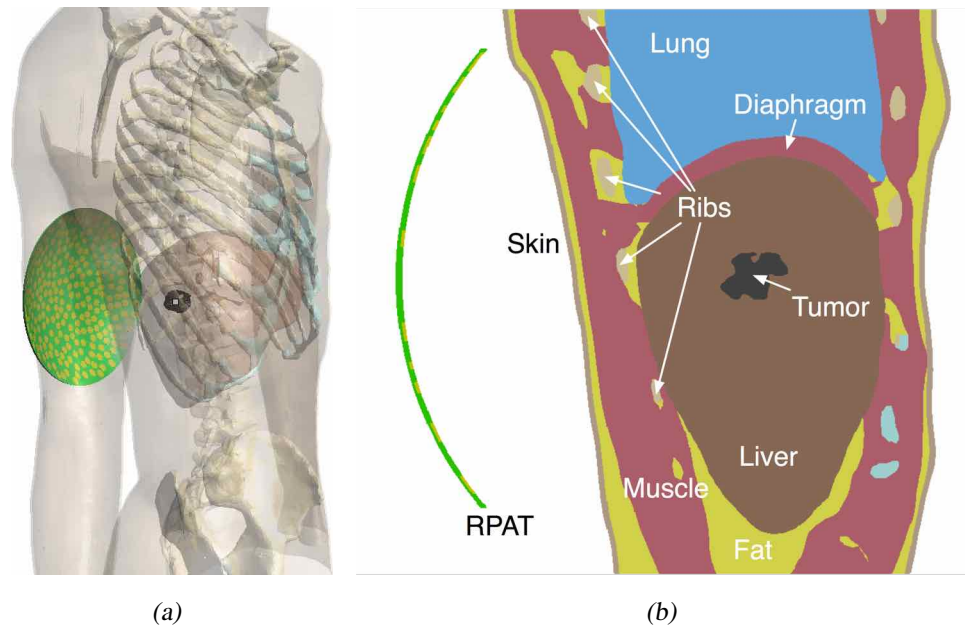 Lung
Diaphragm
Ribs
Skin
Tumor
Liver
Muscle
RPAT
Fat
(a)
(b)